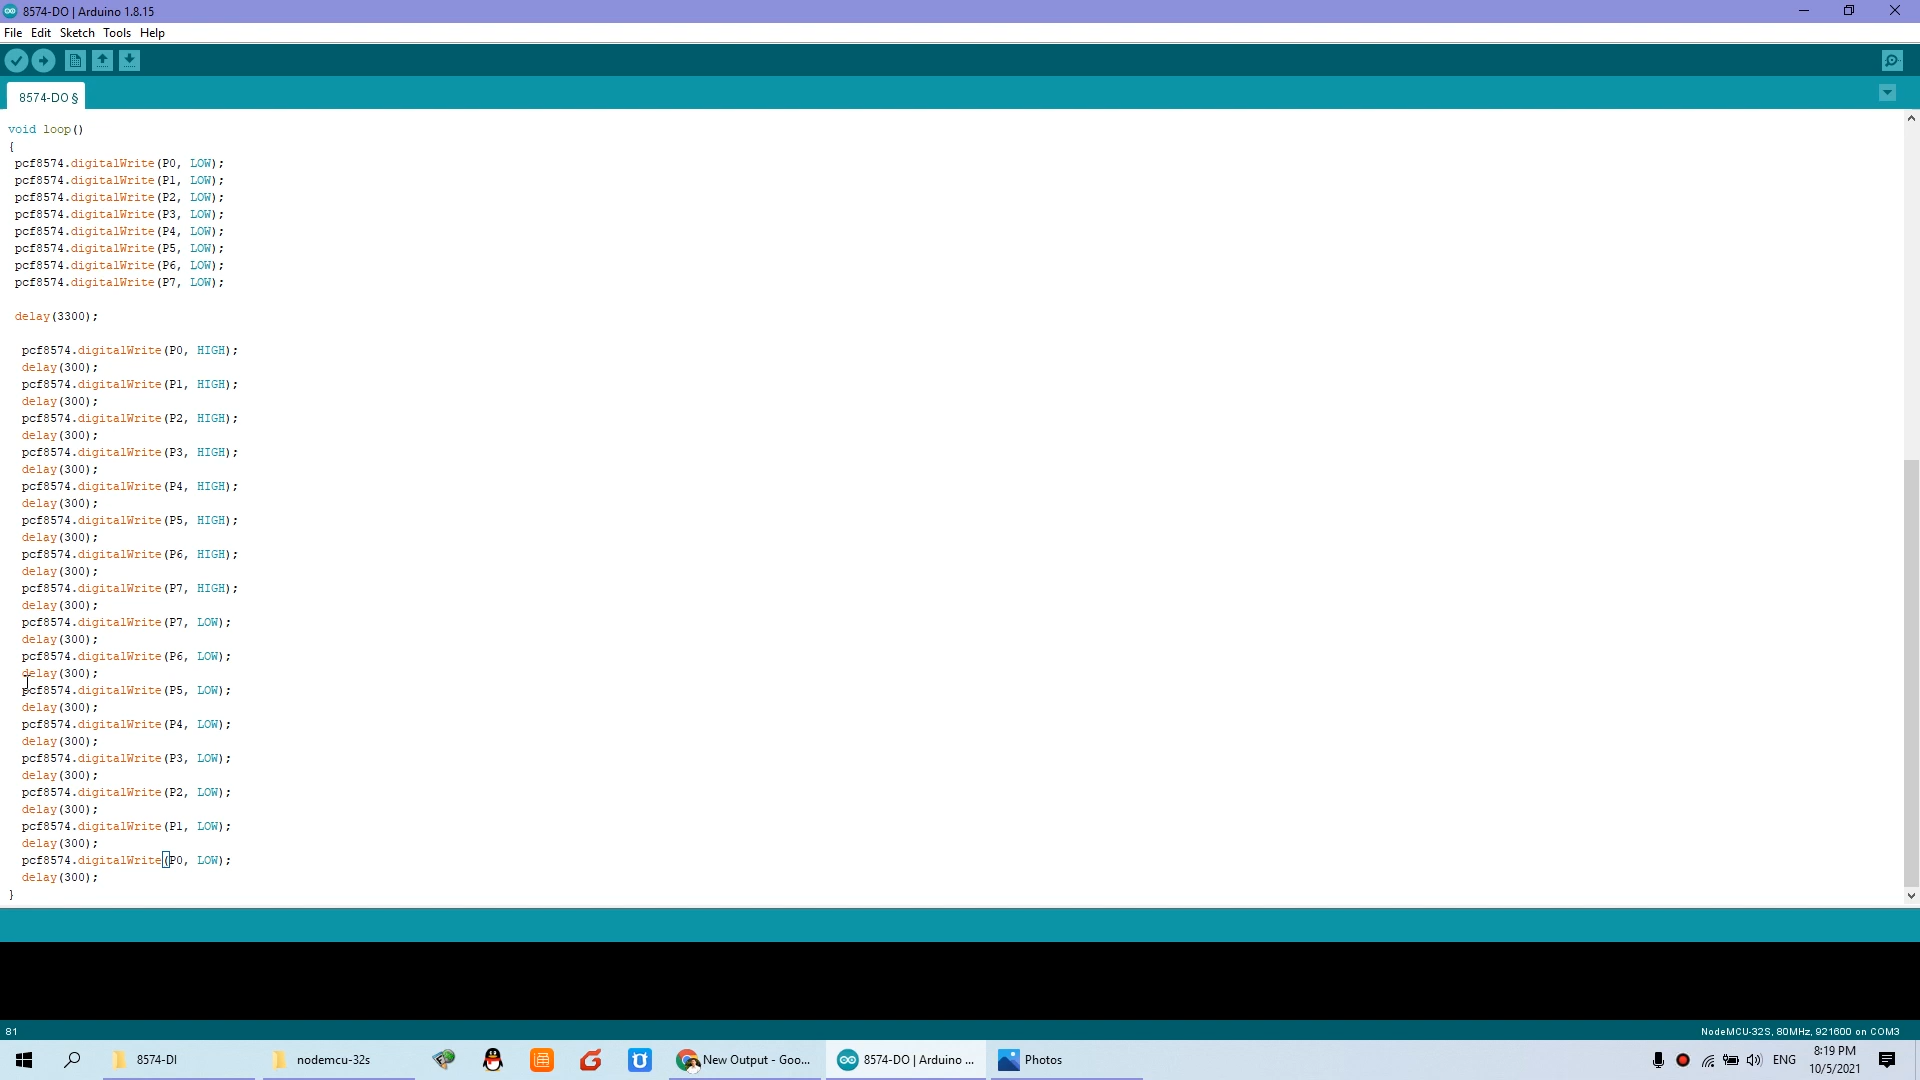 8574-DO | Arduino 1.8.15
File Edit Sketch Tools Help
8574-DO §
void loop()
{
pcf8574.digitalWrite(P0, LOW);
pcf8574.digitalWrite(P1, LOW);
pcf8574.digitalWrite(P2, LOW);
pcf8574.digitalWrite(P3, LOW);
pcf8574.digitalWrite(P4, LOW);
pcf8574.digitalWrite(P5, LOW);
pcf8574.digitalWrite(P6, LOW);
pcf8574.digitalWrite(P7, LOW);
delay(3300);
pcf8574.digitalWrite(P0, HIGH);
delay(300);
pcf8574.digitalWrite(P1, HIGH);
delay(300);
pcf8574.digitalWrite(P2, HIGH);
delay(300);
pcf8574.digitalWrite(P3, HIGH);
delay(300);
pcf8574.digitalWrite(P4, HIGH);
delay(300);
pcf8574.digitalWrite(P5, HIGH);
delay(300);
pcf8574.digitalWrite(P6, HIGH);
delay(300);
pcf8574.digitalWrite(P7, HIGH);
delay(300);
pcf8574.digitalWrite(P7, LOW);
delay(300);
pcf8574.digitalWrite(P6, LOW);
delay(300);
pcf8574.digitalWrite(P5, LOW);
delay(300);
pcf8574.digitalWrite(P4, LOW);
delay(300);
pcf8574.digitalWrite(P3, LOW);
delay(300);
pcf8574.digitalWrite(P2, LOW);
delay(300);
pcf8574.digitalWrite(P1, LOW);
delay(300);
pcf8574.digitalWrite(P0, LOW);
delay(300);
}
81 NodeMCU-32S, 80MHz, 921600 on COM3
8574-DI nodemcu-32s New Output - Goo... 8574-DO | Arduino ... Photos ENG 8:19 PM
10/5/2021